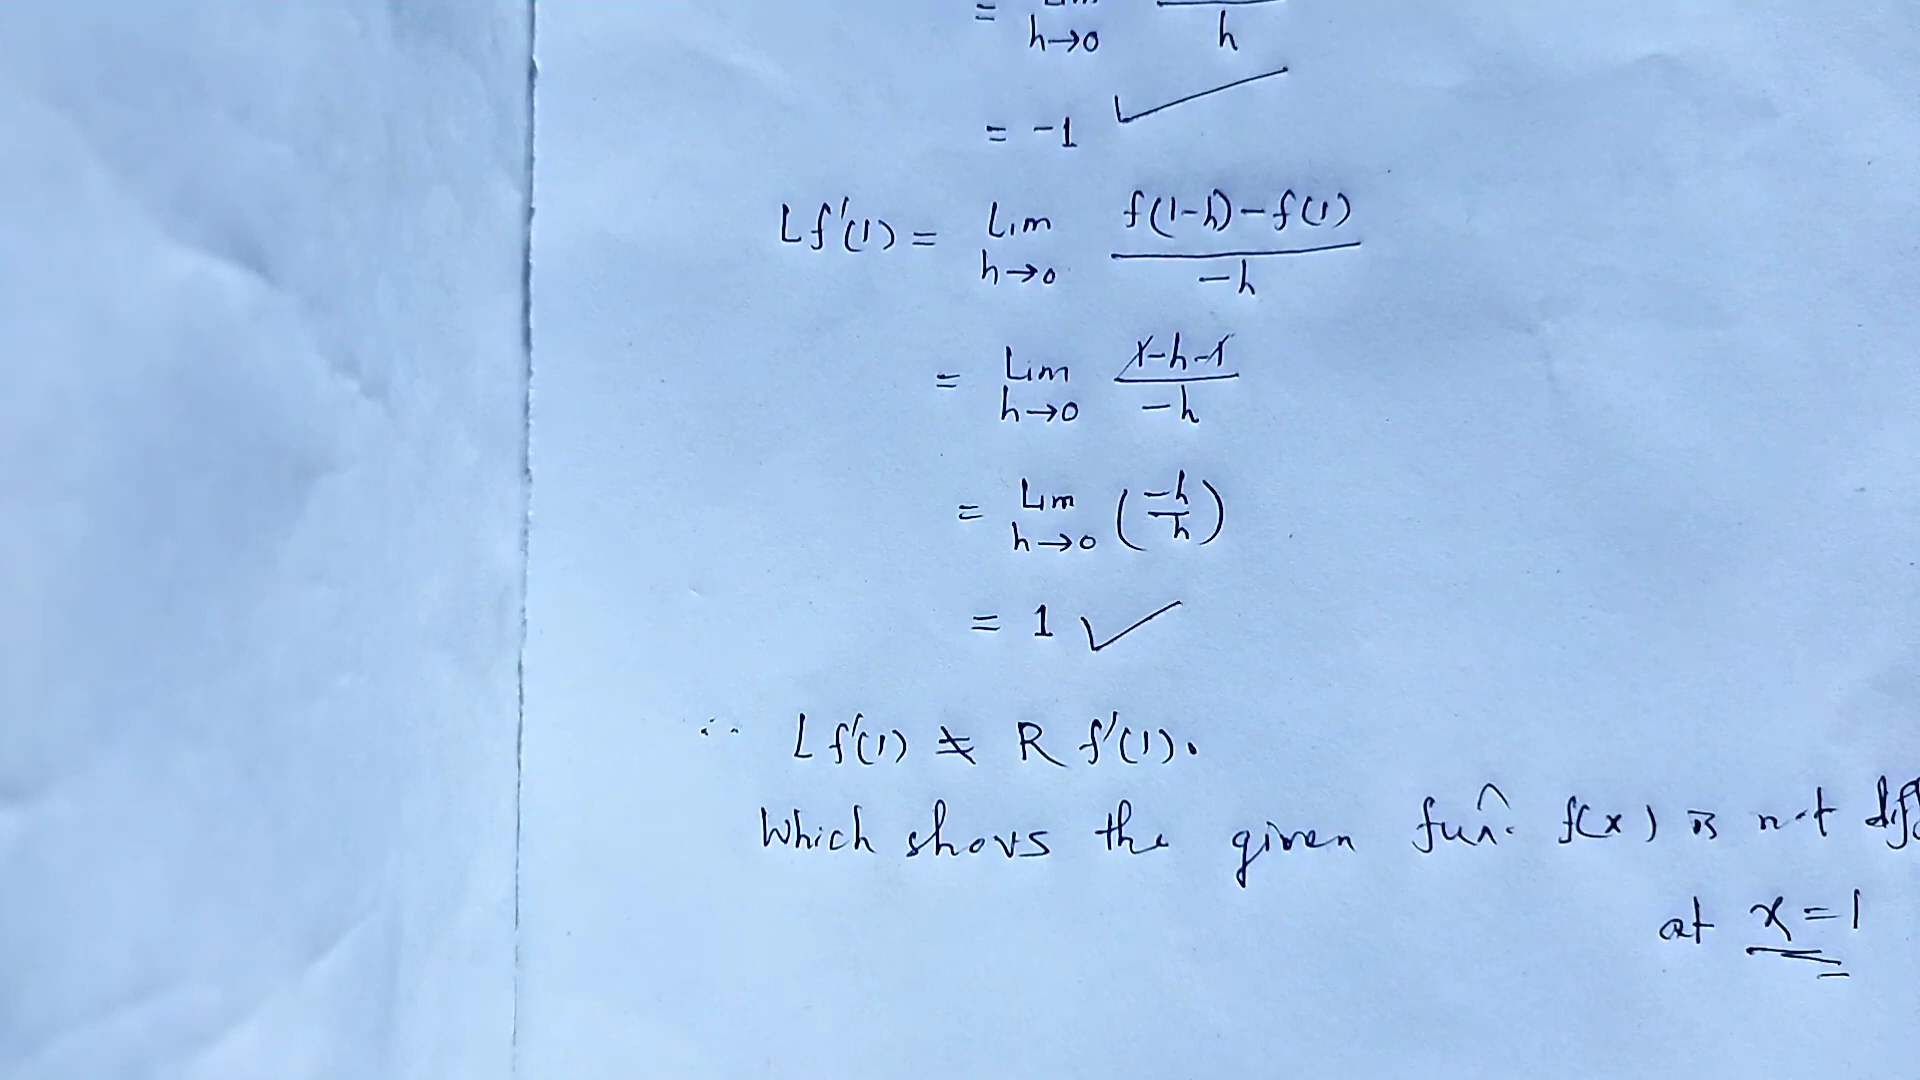 = Lim / h→0 h
= -1 ✓
Lf'(1) = Lim h→0 f(1-h)-f(1) / -h
= Lim h→0 1-h-1 / -h
= Lim h→0 (-h/h)
= 1 ✓
∴ Lf'(1) ≠ R f'(1).
Which shows the given fun. f(x) is not diff
at x=1